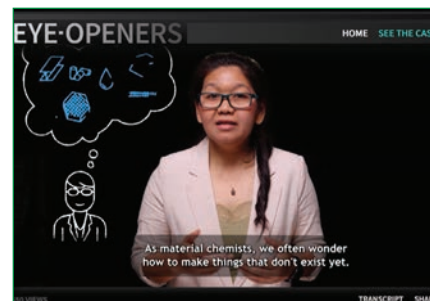 EYE·OPENERS
HOME SEE THE CAS
As material chemists, we often wonder
how to make things that don't exist yet.
TRANSCRIPT SHA